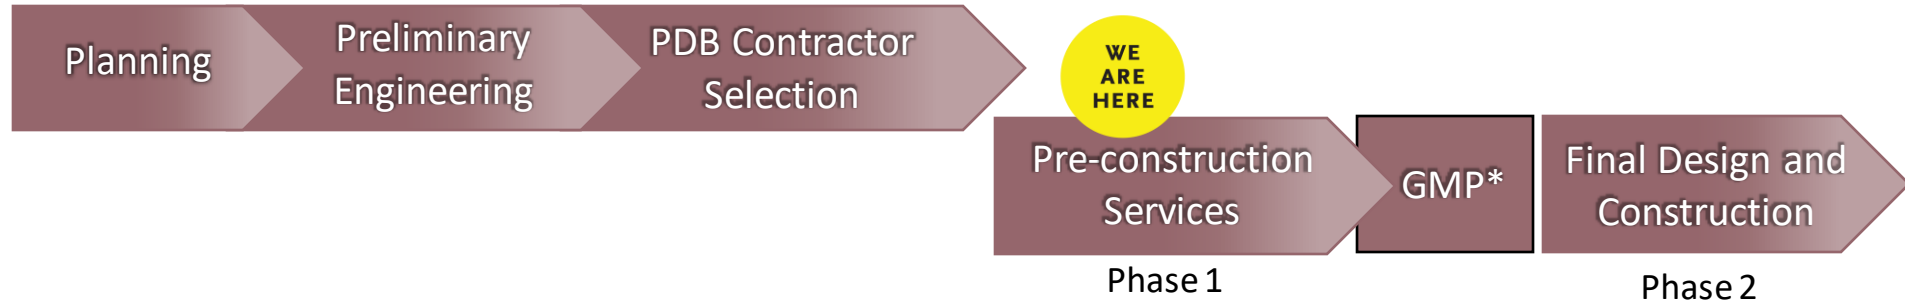 Planning
Preliminary
Engineering
PDB Contractor
Selection
WE
ARE
HERE
Pre-construction
Services
GMP*
Final Design and
Construction
Phase 1
Phase 2